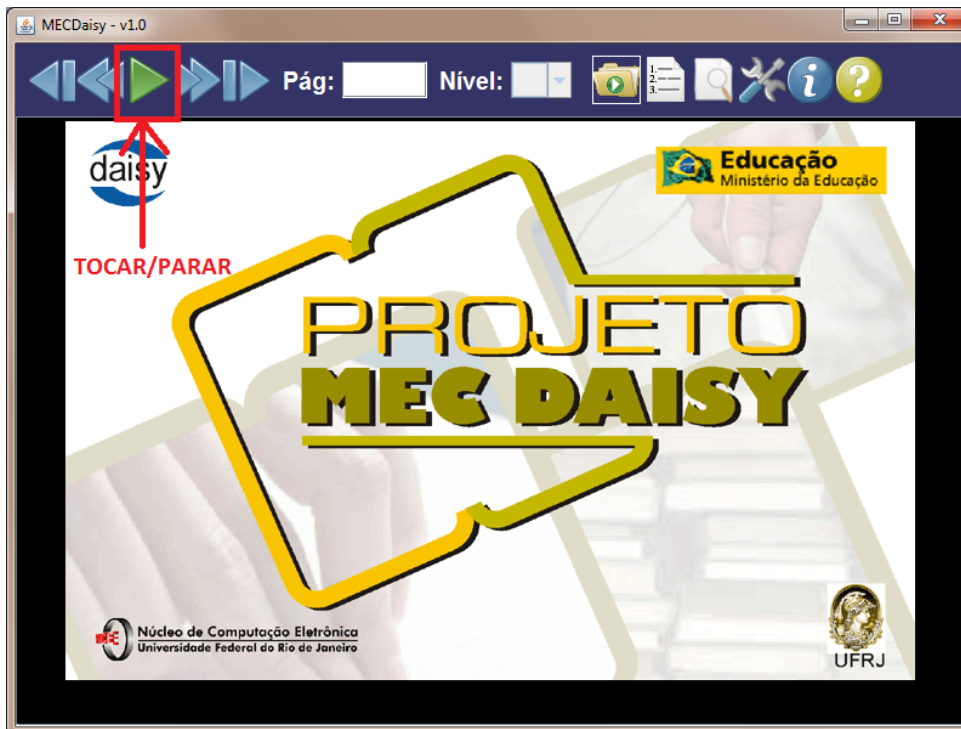 MECDaisy - v1.0
Pág:
Nível:
daisy
Educação
Ministério da Educação
TOCAR/PARAR
PROJETO
MEC DAISY
NCE
Núcleo de Computação Eletrônica
Universidade Federal do Rio de Janeiro
UFRJ